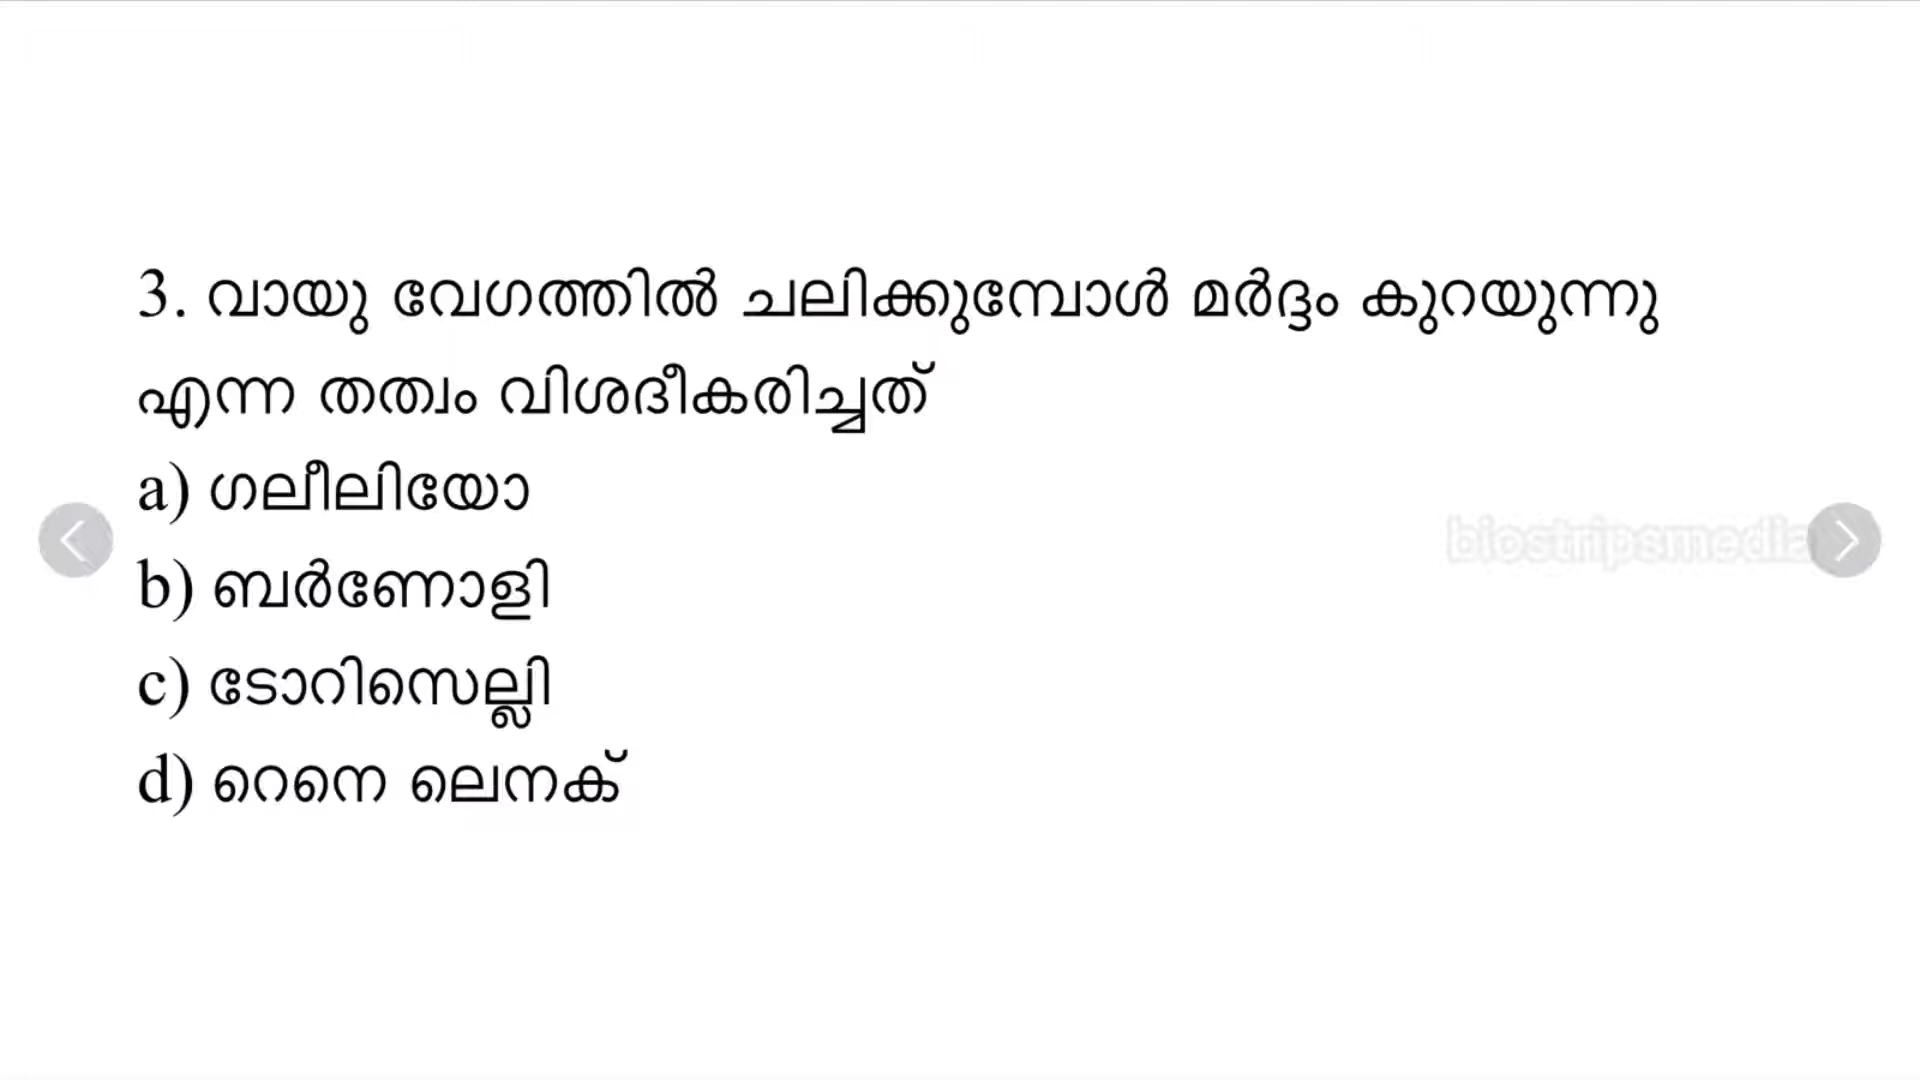 3. വായു വേഗത്തിൽ ചലിക്കുമ്പോൾ മർദ്ദം കുറയുന്നു
എന്ന തത്വം വിശദീകരിച്ചത്
a) ഗലീലിയോ
b) ബർണോളി
c) ടോറിസെല്ലി
d) റെനെ ലെനക്
biostripsmedia